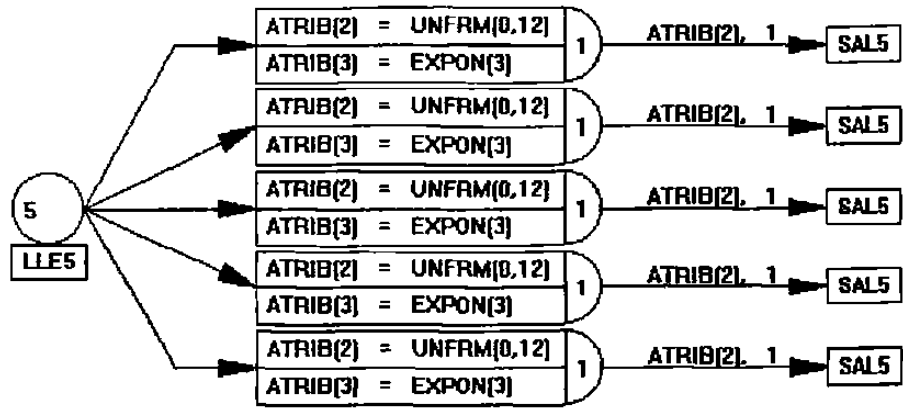 ATRIB(2) = UNFRM(0,12)
ATRIB(3) = EXPON(3)
1
ATRIB(2), 1
SAL5
ATRIB(2) = UNFRM(0,12)
ATRIB(3) = EXPON(3)
1
ATRIB(2), 1
SAL5
5
LLE5
ATRIB(2) = UNFRM(0,12)
ATRIB(3) = EXPON(3)
1
ATRIB(2), 1
SAL5
ATRIB(2) = UNFRM(0,12)
ATRIB(3) = EXPON(3)
1
ATRIB(2), 1
SAL5
ATRIB(2) = UNFRM(0,12)
ATRIB(3) = EXPON(3)
1
ATRIB(2), 1
SAL5